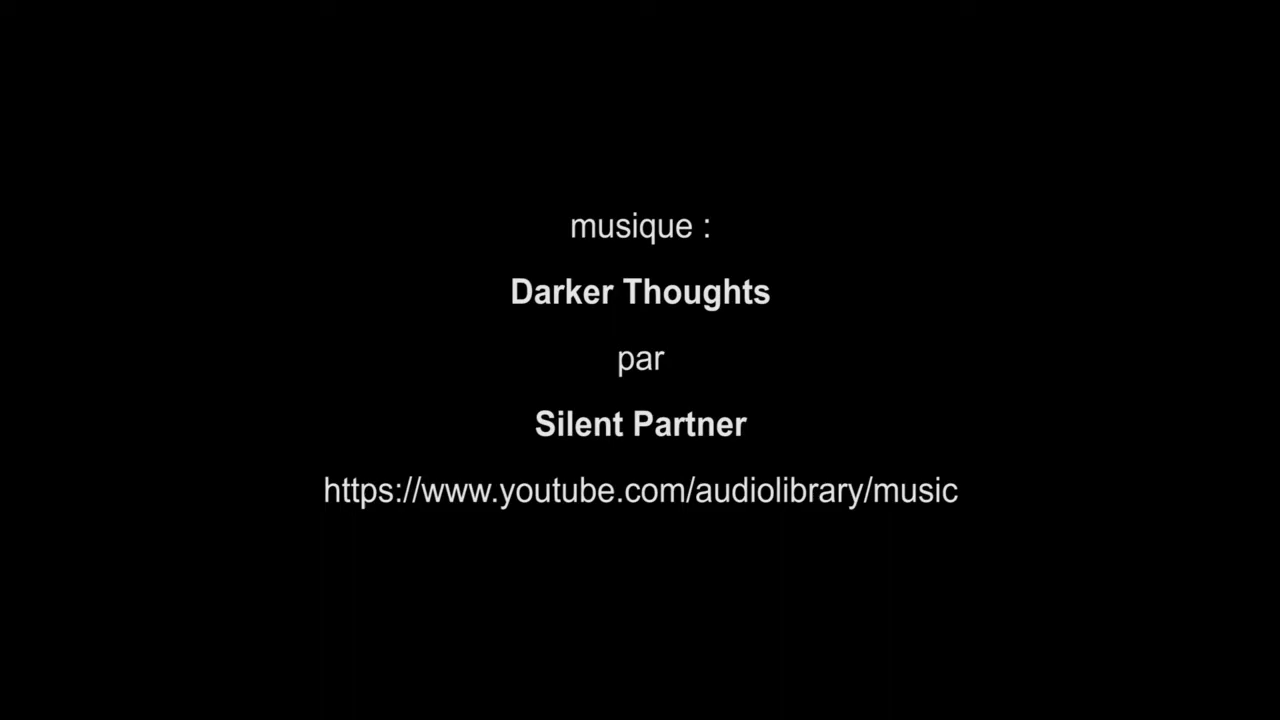 musique :
Darker Thoughts
par
Silent Partner
https://www.youtube.com/audiolibrary/music